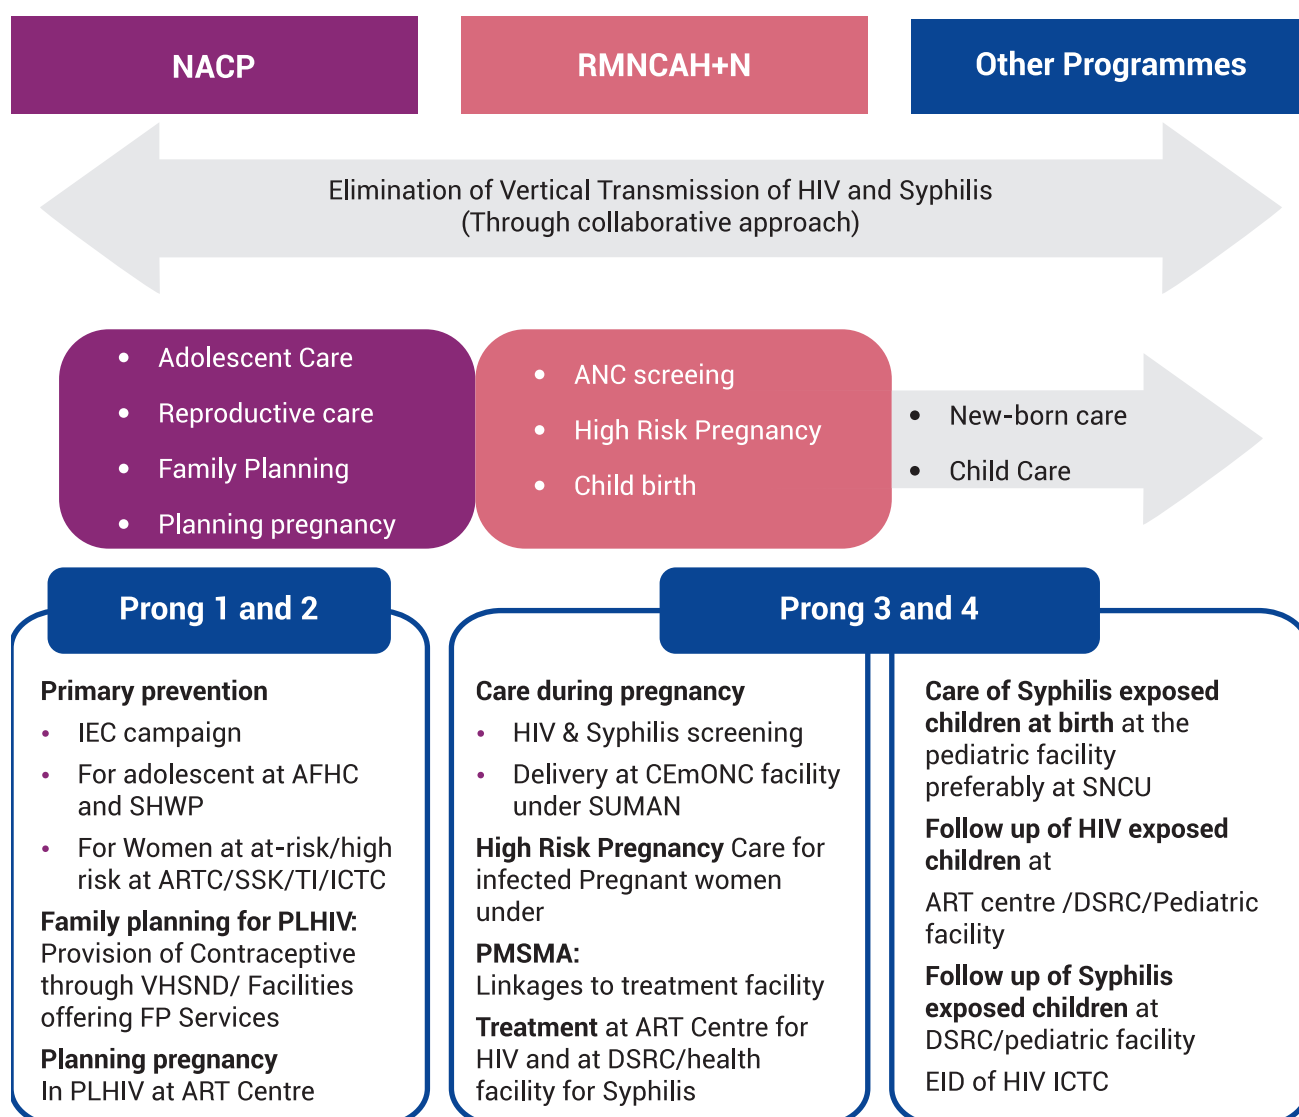 NACP
RMNCAH+N
Other Programmes
Elimination of Vertical Transmission of HIV and Syphilis
(Through collaborative approach)
• Adolescent Care
• Reproductive care
• Family Planning
• Planning pregnancy
• ANC screeing
• High Risk Pregnancy
• Child birth
• New-born care
• Child Care
Prong 1 and 2
Primary prevention
• IEC campaign
• For adolescent at AFHC
and SHWP
• For Women at at-risk/high
risk at ARTC/SSK/TI/ICTC
Family planning for PLHIV:
Provision of Contraceptive
through VHSND/ Facilities
offering FP Services
Planning pregnancy
In PLHIV at ART Centre
Prong 3 and 4
Care during pregnancy
• HIV & Syphilis screening
• Delivery at CEmONC facility
under SUMAN
High Risk Pregnancy Care for
infected Pregnant women
under
PMSMA:
Linkages to treatment facility
Treatment at ART Centre for
HIV and at DSRC/health
facility for Syphilis
Care of Syphilis exposed
children at birth at the
pediatric facility
preferably at SNCU
Follow up of HIV exposed
children at
ART centre /DSRC/Pediatric
facility
Follow up of Syphilis
exposed children at
DSRC/pediatric facility
EID of HIV ICTC